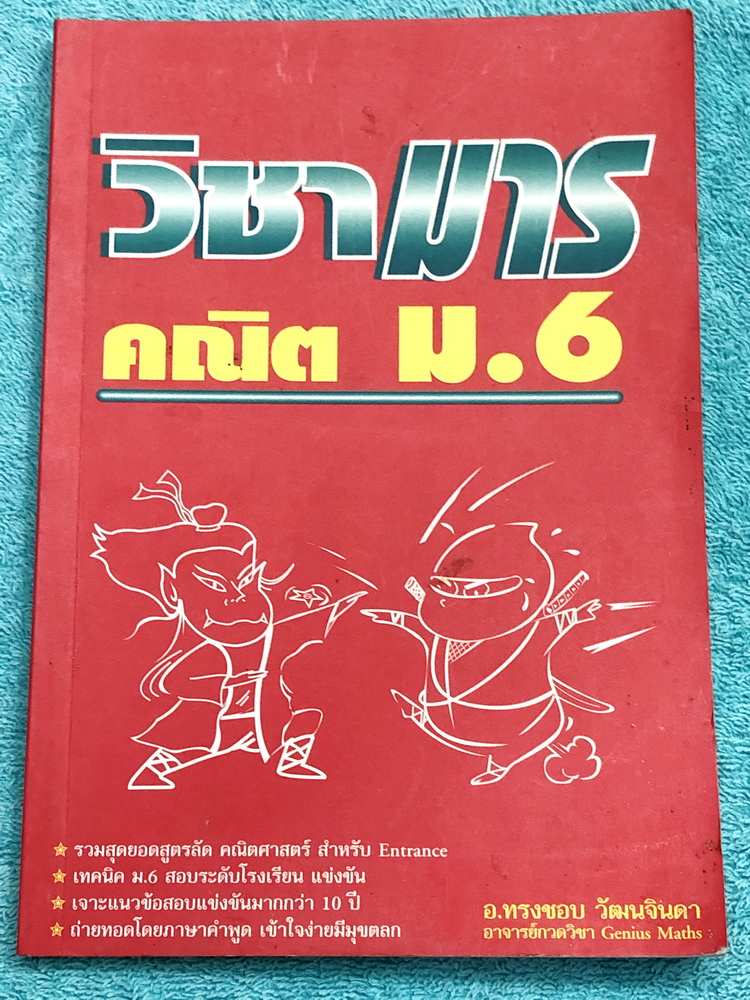 วิชามาร
คณิต ม.6
รวมสุดยอดสูตรลัด คณิตศาสตร์ สำหรับ Entrance
เทคนิค ม.6 สอบระดับโรงเรียน แข่งขัน
เจาะแนวข้อสอบแข่งขันมากกว่า 10 ปี
ถ่ายทอดโดยภาษาคำพูด เข้าใจง่ายมีมุขตลก
อ.ทรงชอบ วัฒนจินดา
อาจารย์กวดวิชา Genius Maths